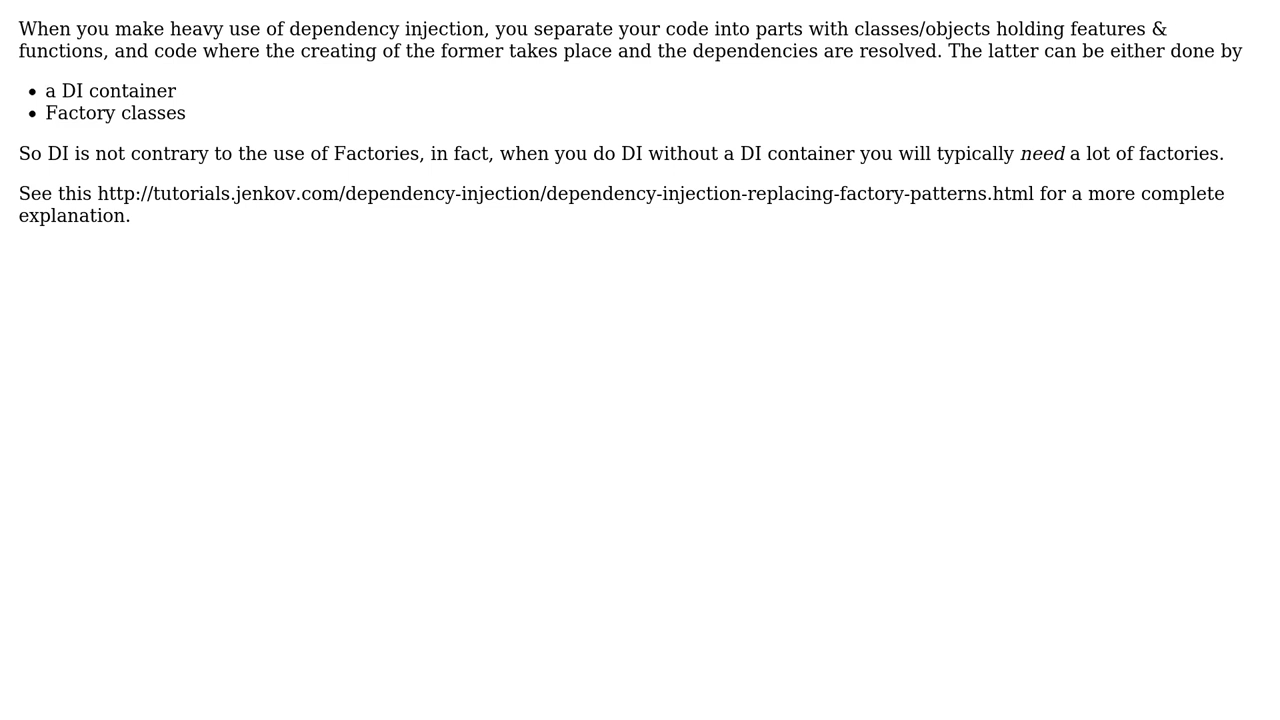 When you make heavy use of dependency injection, you separate your code into parts with classes/objects holding features &
functions, and code where the creating of the former takes place and the dependencies are resolved. The latter can be either done by
• a DI container
• Factory classes
So DI is not contrary to the use of Factories, in fact, when you do DI without a DI container you will typically need a lot of factories.
See this http://tutorials.jenkov.com/dependency-injection/dependency-injection-replacing-factory-patterns.html for a more complete
explanation.